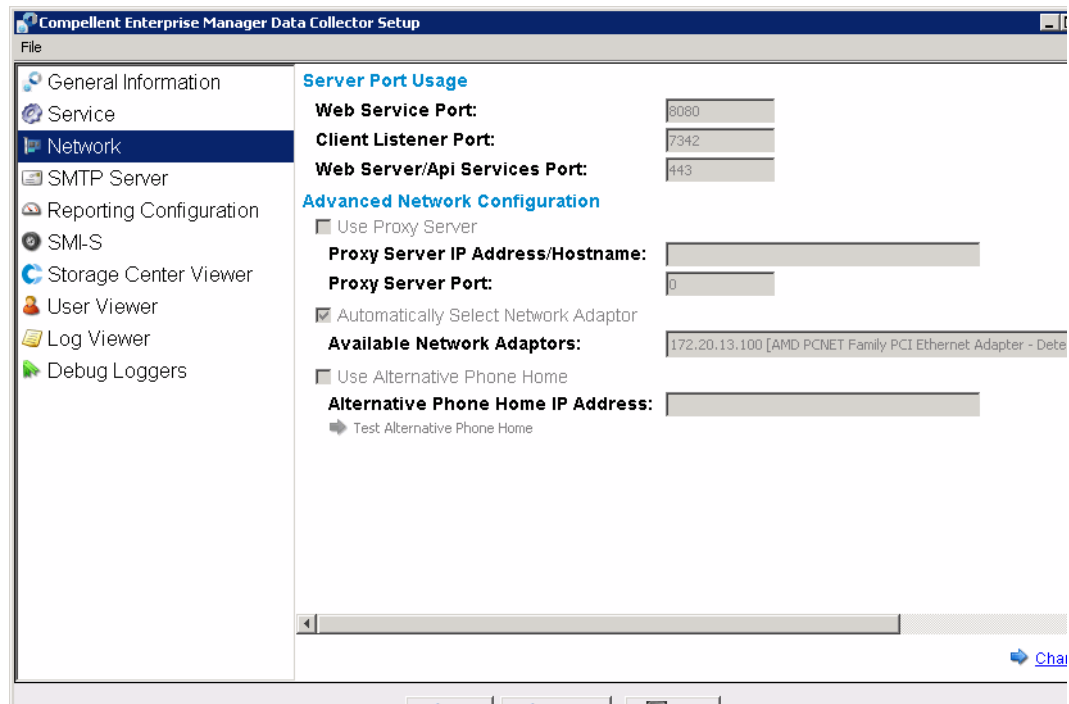 Compellent Enterprise Manager Data Collector Setup
File
General Information
Service
Network
SMTP Server
Reporting Configuration
SMI-S
Storage Center Viewer
User Viewer
Log Viewer
Debug Loggers
Server Port Usage
Web Service Port: 8080
Client Listener Port: 7342
Web Server/Api Services Port: 443
Advanced Network Configuration
Use Proxy Server
Proxy Server IP Address/Hostname:
Proxy Server Port: 0
Automatically Select Network Adaptor
Available Network Adaptors: 172.20.13.100 [AMD PCNET Family PCI Ethernet Adapter - Dete
Use Alternative Phone Home
Alternative Phone Home IP Address:
Test Alternative Phone Home
Char